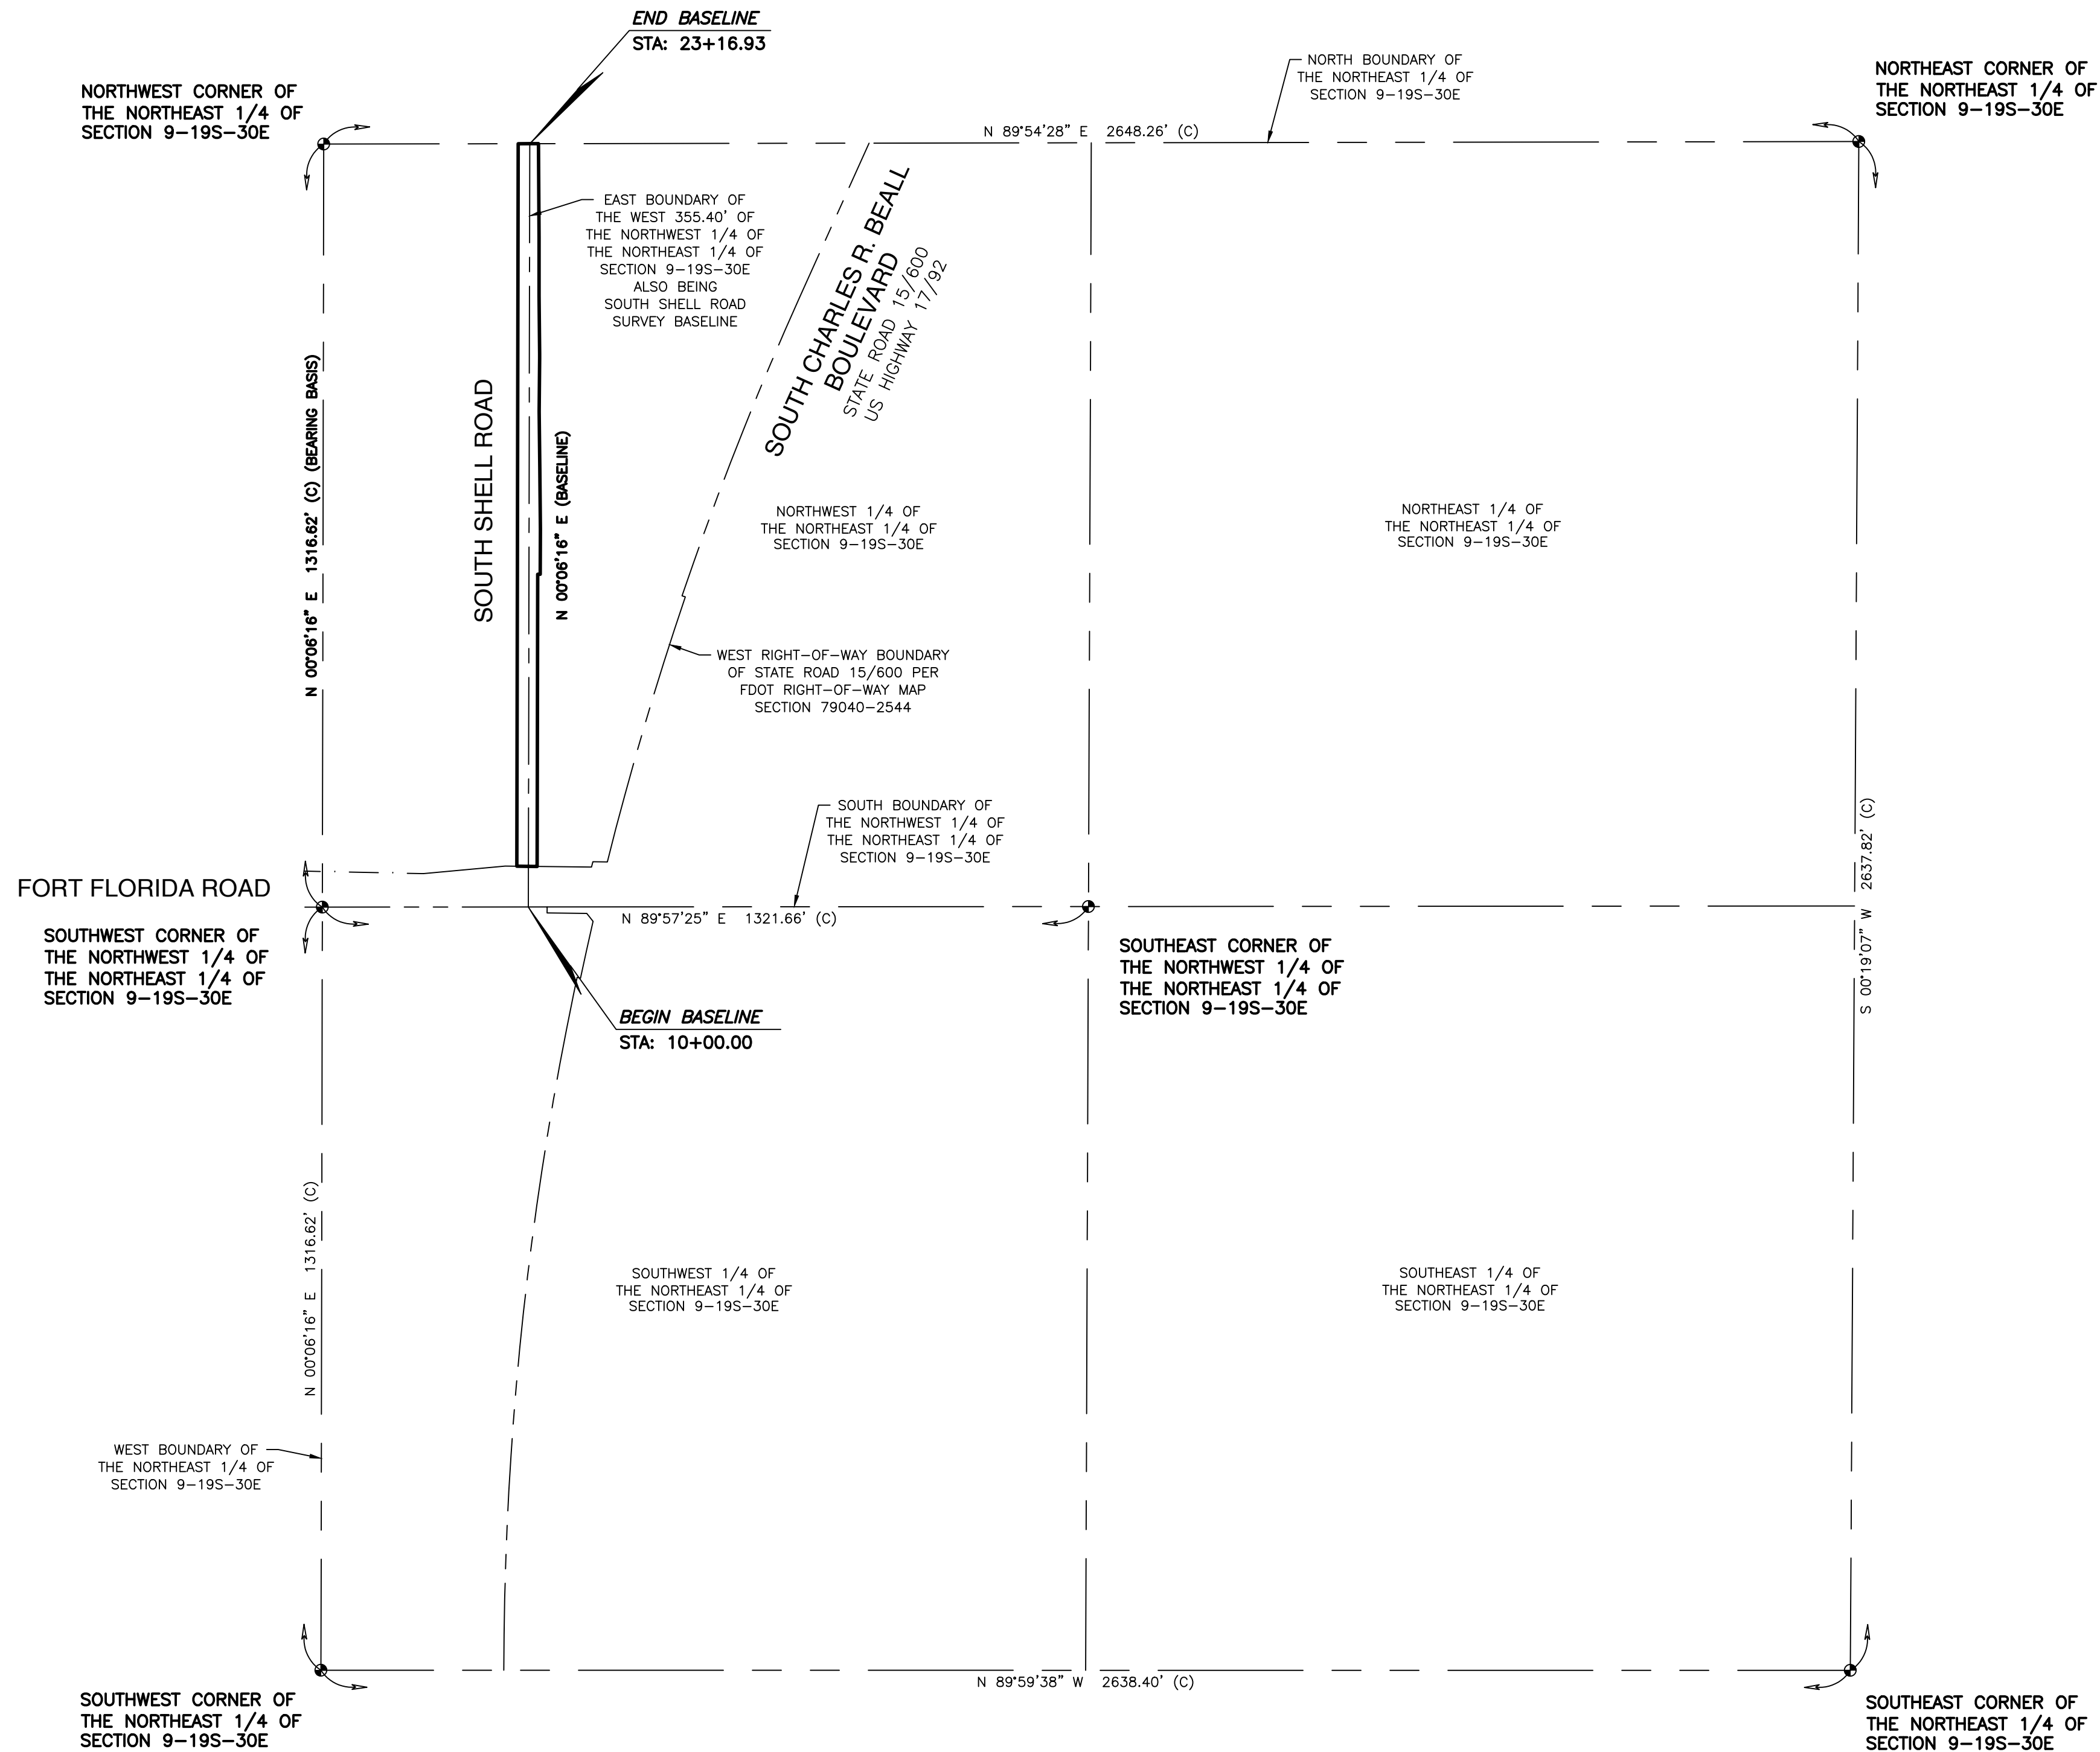 END BASELINE
STA: 23+16.93
NORTHWEST CORNER OF
THE NORTHEAST 1/4 OF
SECTION 9-19S-30E
NORTH BOUNDARY OF
THE NORTHEAST 1/4 OF
SECTION 9-19S-30E
NORTHEAST CORNER OF
THE NORTHEAST 1/4 OF
SECTION 9-19S-30E
N 89°54'28" E 2648.26' (C)
EAST BOUNDARY OF
THE WEST 355.40' OF
THE NORTHWEST 1/4 OF
THE NORTHEAST 1/4 OF
SECTION 9-19S-30E
ALSO BEING
SOUTH SHELL ROAD
SURVEY BASELINE
SOUTH CHARLES R. BEALL
BOULEVARD
STATE ROAD 15/600
US HIGHWAY 17/92
N 00°06'16" E 1316.62' (C) (BEARING BASIS)
SOUTH SHELL ROAD
N 00°06'16" E (BASELINE)
NORTHWEST 1/4 OF
THE NORTHEAST 1/4 OF
SECTION 9-19S-30E
NORTHEAST 1/4 OF
THE NORTHEAST 1/4 OF
SECTION 9-19S-30E
WEST RIGHT-OF-WAY BOUNDARY
OF STATE ROAD 15/600 PER
FDOT RIGHT-OF-WAY MAP
SECTION 79040-2544
SOUTH BOUNDARY OF
THE NORTHWEST 1/4 OF
THE NORTHEAST 1/4 OF
SECTION 9-19S-30E
S 00°19'07" W 2637.82' (C)
FORT FLORIDA ROAD
N 89°57'25" E 1321.66' (C)
SOUTHWEST CORNER OF
THE NORTHWEST 1/4 OF
THE NORTHEAST 1/4 OF
SECTION 9-19S-30E
SOUTHEAST CORNER OF
THE NORTHWEST 1/4 OF
THE NORTHEAST 1/4 OF
SECTION 9-19S-30E
BEGIN BASELINE
STA: 10+00.00
N 00°06'16" E 1316.62' (C)
SOUTHWEST 1/4 OF
THE NORTHEAST 1/4 OF
SECTION 9-19S-30E
SOUTHEAST 1/4 OF
THE NORTHEAST 1/4 OF
SECTION 9-19S-30E
WEST BOUNDARY OF
THE NORTHEAST 1/4 OF
SECTION 9-19S-30E
N 89°59'38" W 2638.40' (C)
SOUTHWEST CORNER OF
THE NORTHEAST 1/4 OF
SECTION 9-19S-30E
SOUTHEAST CORNER OF
THE NORTHEAST 1/4 OF
SECTION 9-19S-30E